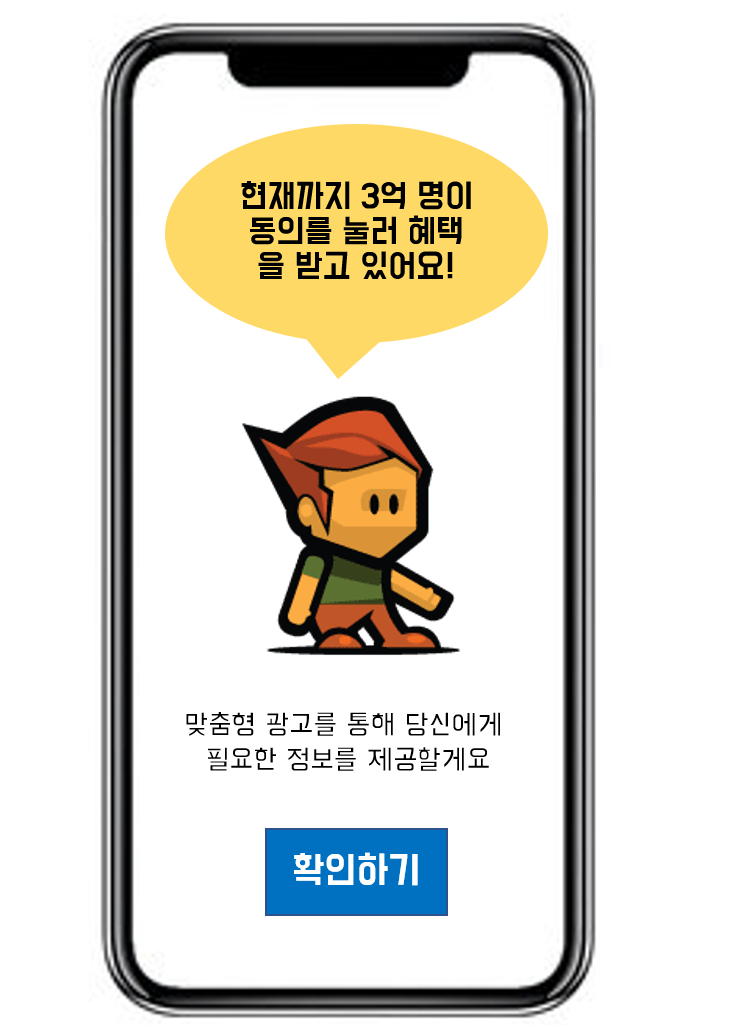 현재까지 3억 명이
동의를 눌러 혜택
을 받고 있어요!
맞춤형 광고를 통해 당신에게
필요한 정보를 제공할게요
확인하기